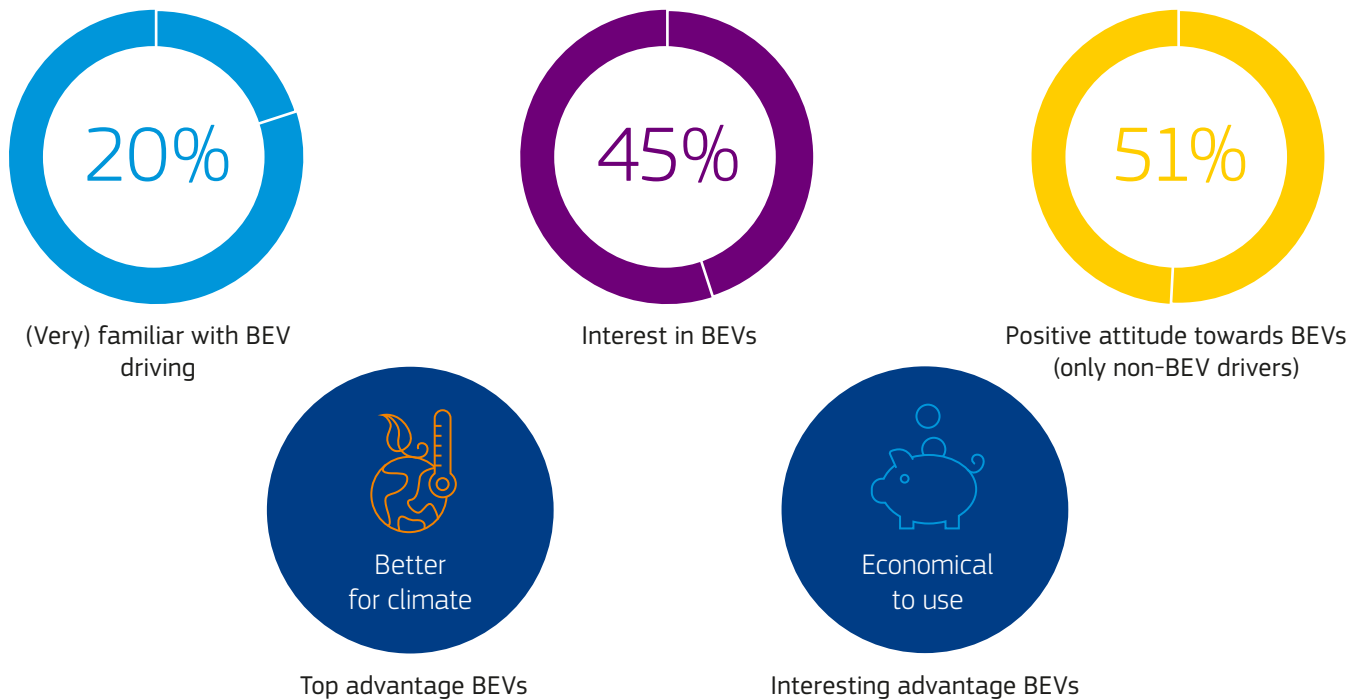 20%
45%
51%
(Very) familiar with BEV
driving
Interest in BEVs
Positive attitude towards BEVs
(only non-BEV drivers)
Better
for climate
Economical
to use
Top advantage BEVs
Interesting advantage BEVs